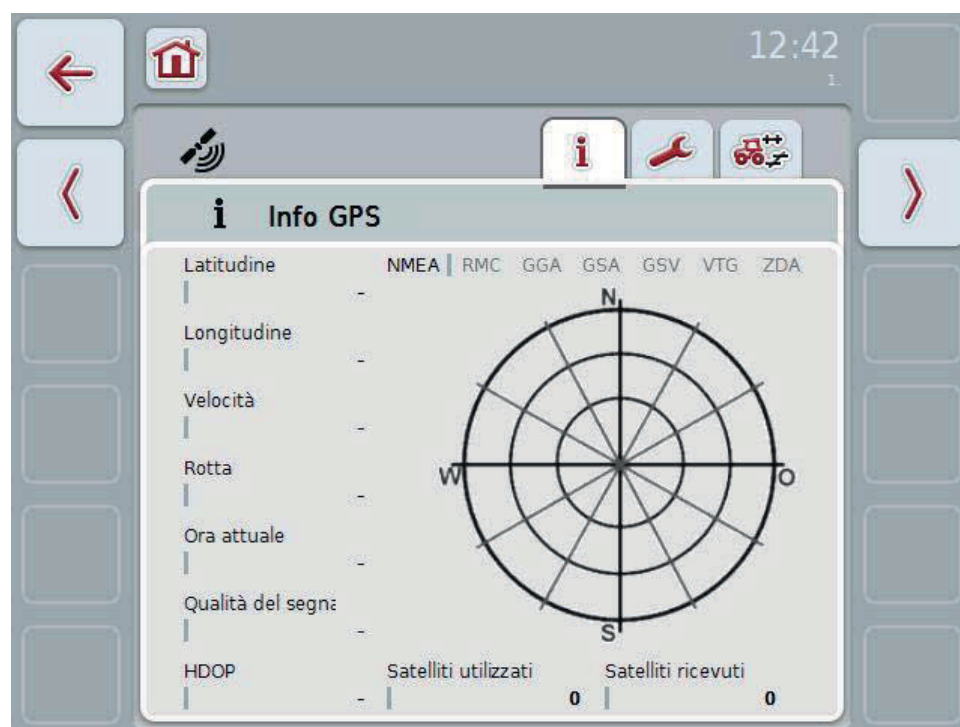 12:42
1.
i
i Info GPS
Latitudine
-
NMEA RMC GGA GSA GSV VTG ZDA
N
Longitudine
-
Velocità
-
Rotta
-
W
O
Ora attuale
-
Qualità del segna
-
S
HDOP
-
Satelliti utilizzati
0
Satelliti ricevuti
0